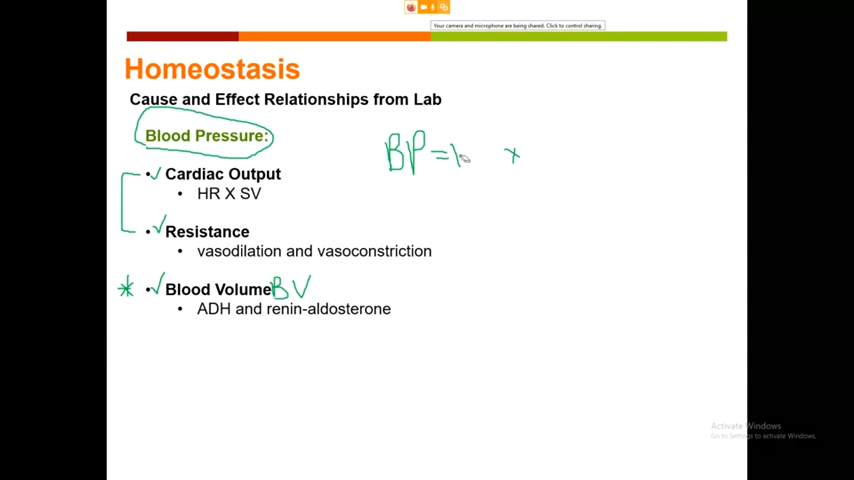 Your camera and microphone are being shared. Click to control sharing.
Homeostasis
Cause and Effect Relationships from Lab
Blood Pressure:
BP = x
• Cardiac Output
• HR X SV
• Resistance
• vasodilation and vasoconstriction
* • Blood Volume BV
• ADH and renin-aldosterone
Activate Windows
Go to Settings to activate Windows.